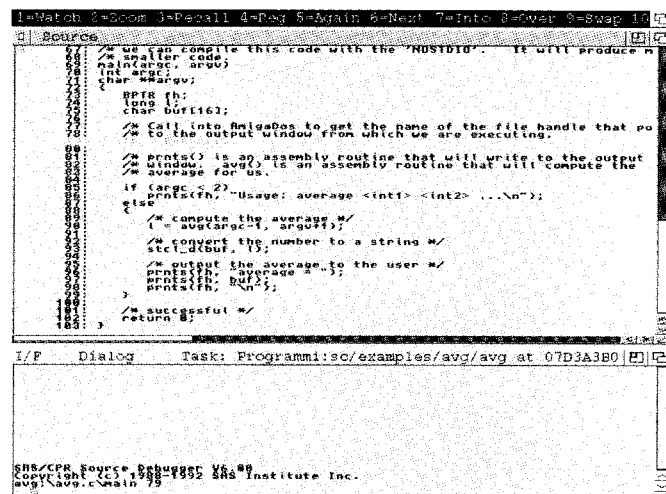 1=Watch 2=Zoom 3=Recall 4=Reg 5=Again 6=Next 7=Into 8=Over 9=Swap 10
Source
67: /* we can compile this code with the 'NOSTDIO'. It will produce m
68: /* smaller code.
69: main(argc, argv)
70: int argc;
71: char **argv;
72: {
73: BPTR fh;
74: long l;
75: char buf[16];
77: /* Call into AmigaDos to get the name of the file handle that po
78: /* to the output window from which we are executing.
80:
81: /* prnts() is an assembly routine that will write to the output
82: /* window. avg() is an assembly routine that will compute the
83: /* average for us.
85: if (argc < 2)
86: prnts(fh, "Usage: average <int1> <int2> ...\n");
87: else
88: {
89: /* compute the average */
90: l = avg(argc-1, argv+1);
91:
92: /* convert the number to a string */
93: stcl_d(buf, l);
94:
95: /* output the average to the user */
96: prnts(fh, "average = ");
97: prnts(fh, buf);
98: prnts(fh, "\n");
99: }
100:
101: /* successful */
102: return 0;
103: }
I/F Dialog Task: Programmi:sc/examples/avg/avg at 07D3A3B0
SAS/CPR Source Debugger V6.00
Copyright (c) 1988-1992 SAS Institute Inc.
avg:\avg.c\main 79